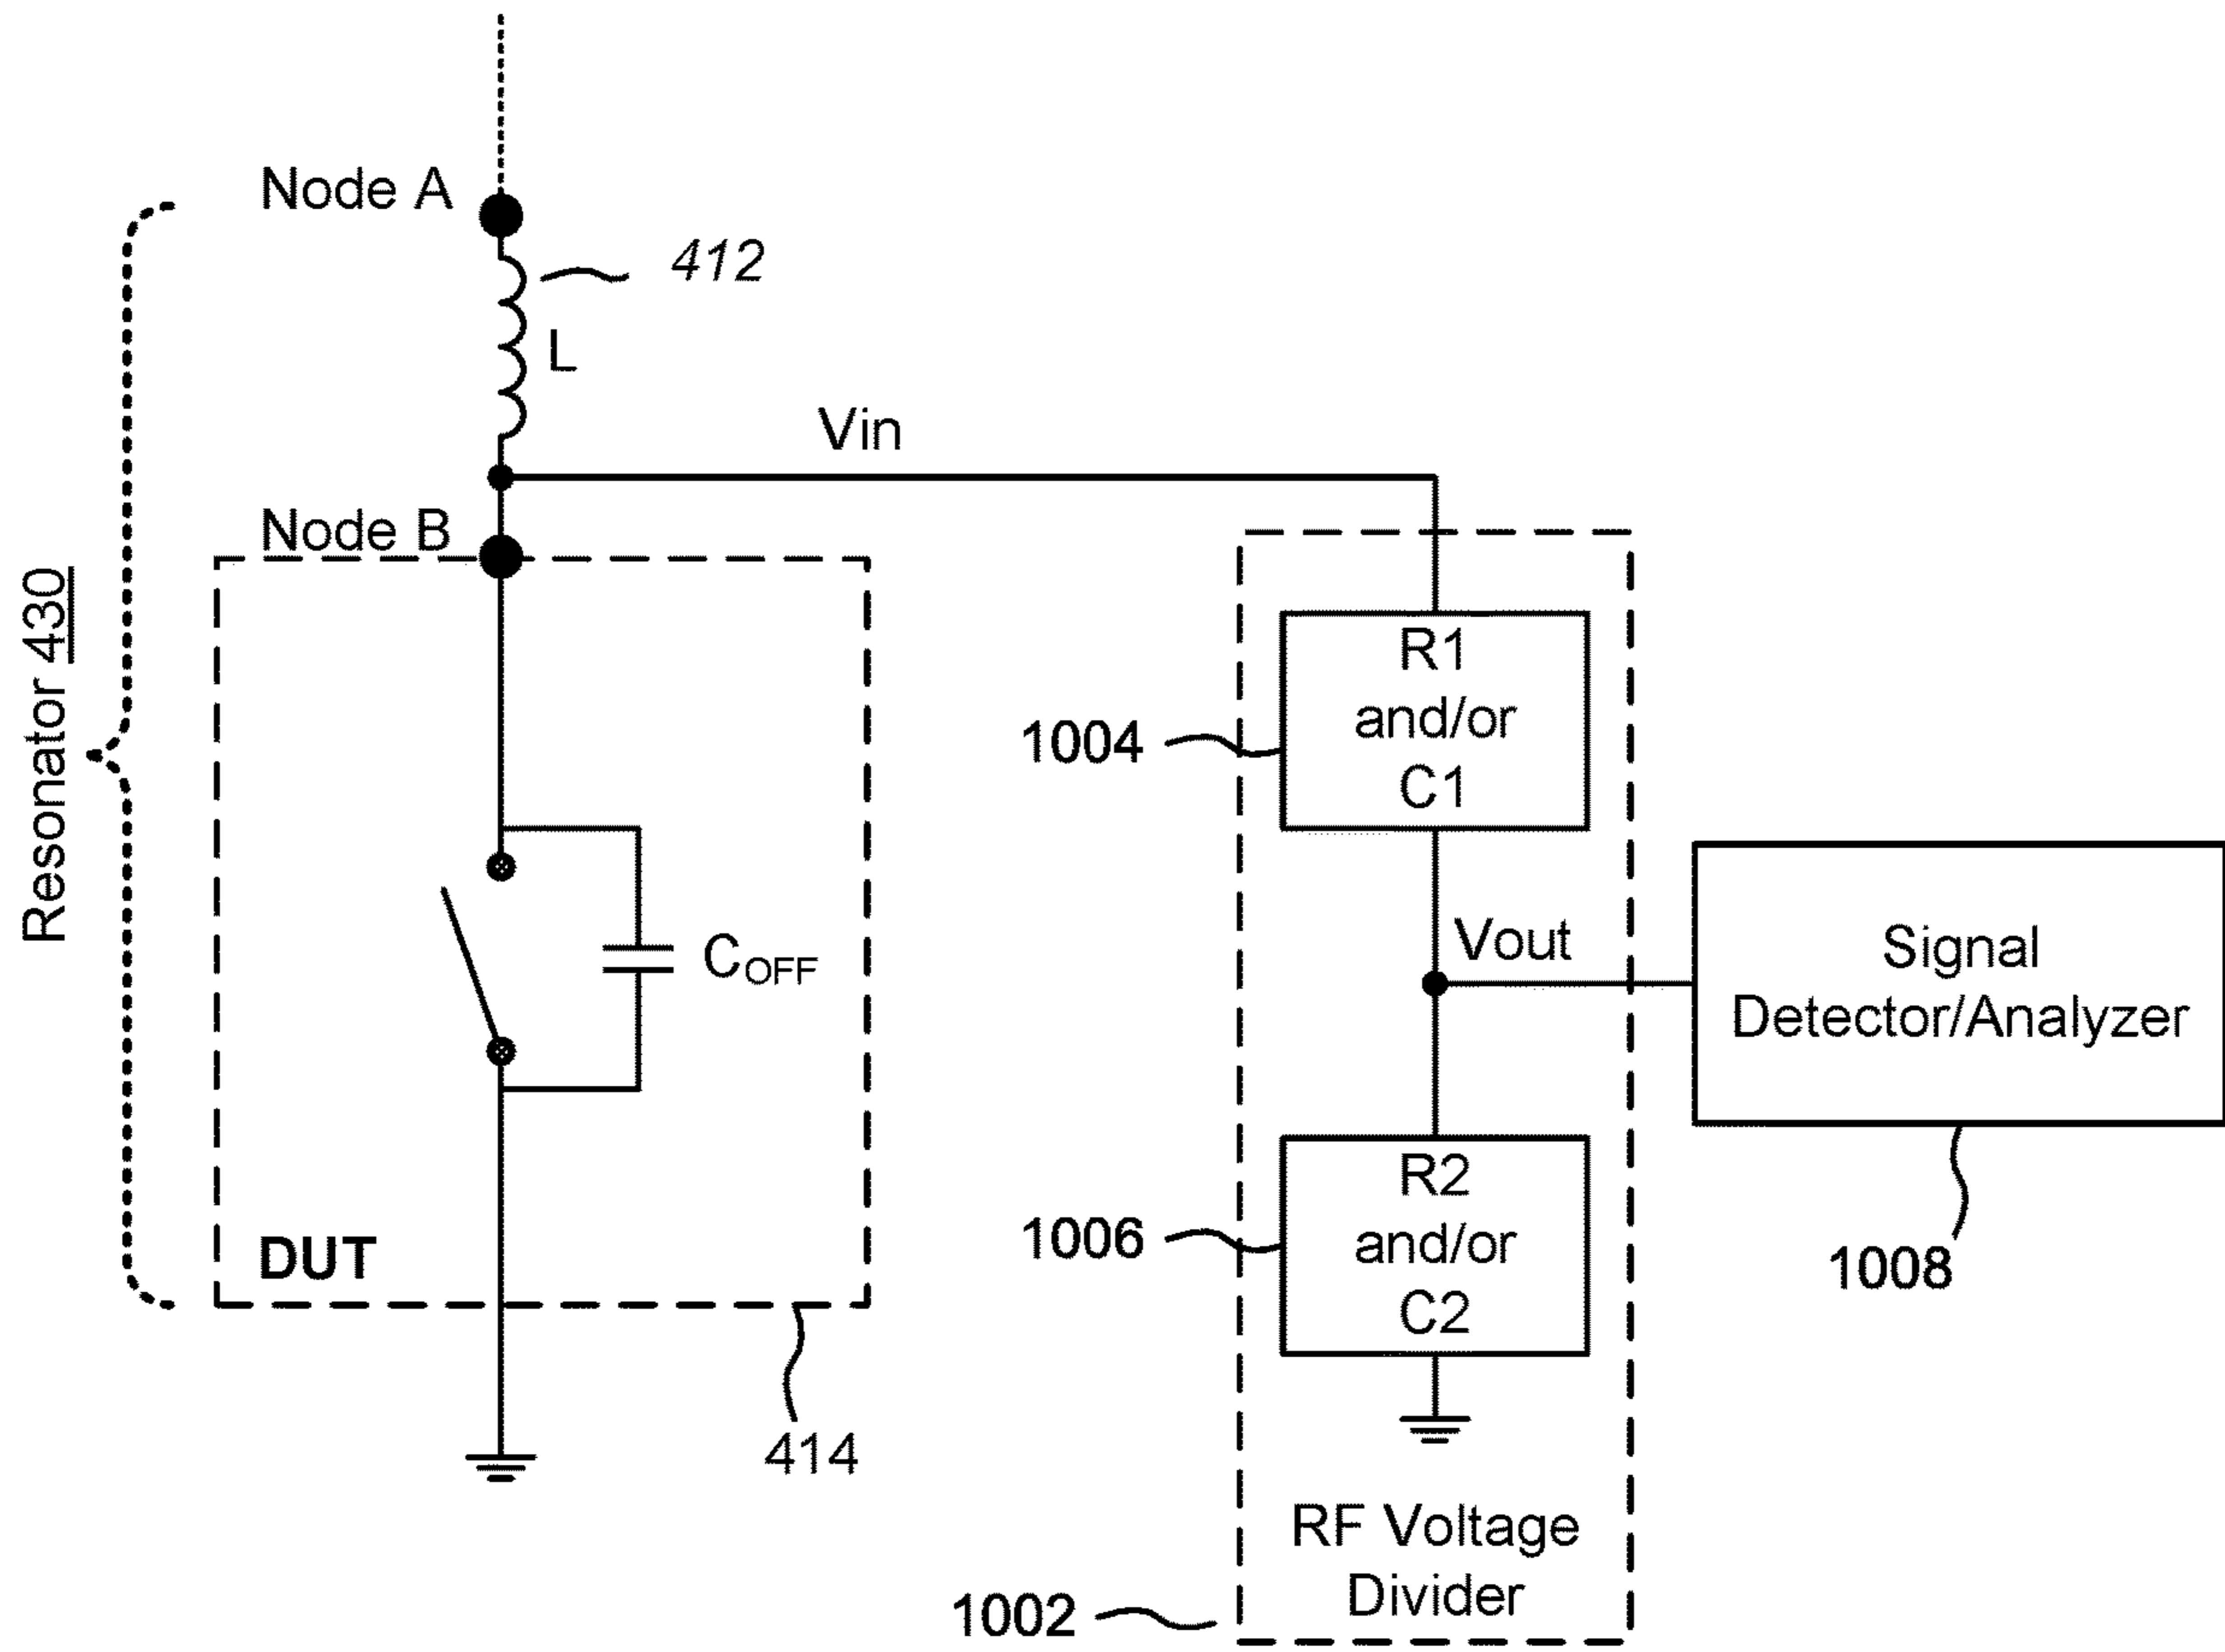 Node A
412
L
Vin
Node B
Resonator 430
R1
and/or
C1
1004
COFF
Vout
Signal
Detector/Analyzer
R2
and/or
C2
1006
1008
DUT
414
RF Voltage
Divider
1002